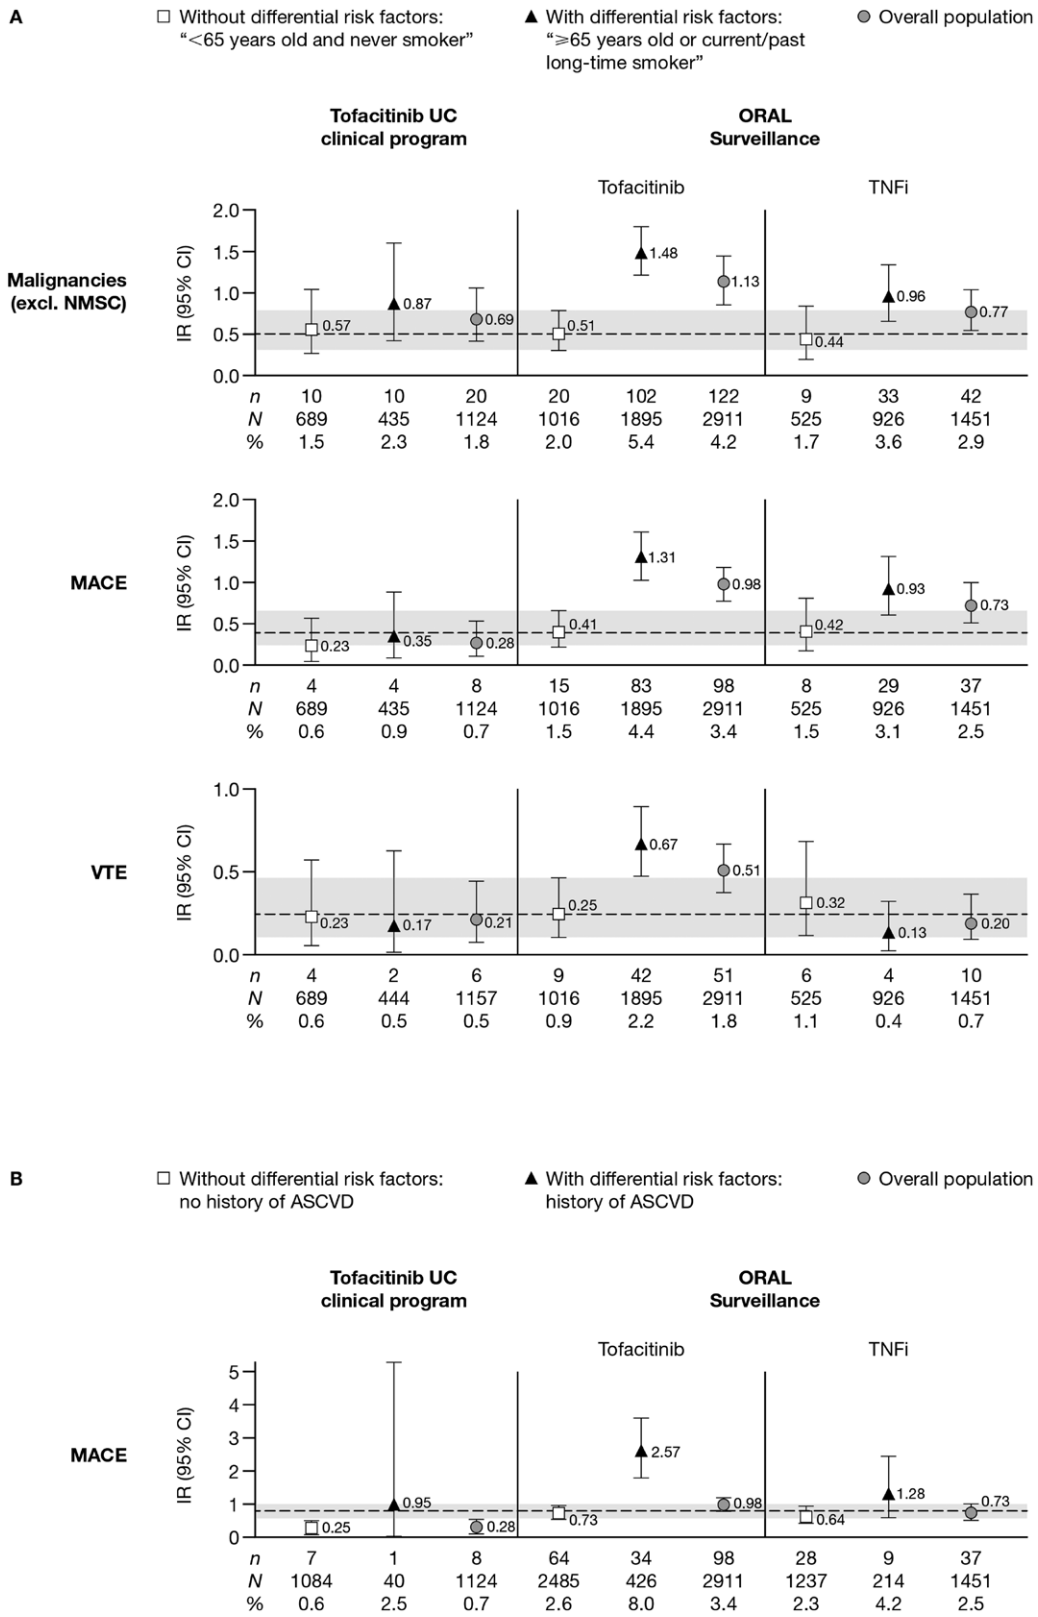 A
Without differential risk factors:
“<65 years old and never smoker”
With differential risk factors:
“⩾65 years old or current/past
long-time smoker”
Overall population
Tofacitinib UC
clinical program
ORAL
Surveillance
Tofacitinib
TNFi
Malignancies
(excl. NMSC)
IR (95% CI)
2.0
1.5
1.0
0.5
0.0
0.57
0.87
0.69
0.51
1.48
1.13
0.44
0.96
0.77
n 10 10 20 20 102 122 9 33 42
N 689 435 1124 1016 1895 2911 525 926 1451
% 1.5 2.3 1.8 2.0 5.4 4.2 1.7 3.6 2.9
MACE
IR (95% CI)
2.0
1.5
1.0
0.5
0.0
0.23
0.35
0.28
0.41
1.31
0.98
0.42
0.93
0.73
n 4 4 8 15 83 98 8 29 37
N 689 435 1124 1016 1895 2911 525 926 1451
% 0.6 0.9 0.7 1.5 4.4 3.4 1.5 3.1 2.5
VTE
IR (95% CI)
1.0
0.5
0.0
0.23
0.17
0.21
0.25
0.67
0.51
0.32
0.13
0.20
n 4 2 6 9 42 51 6 4 10
N 689 444 1157 1016 1895 2911 525 926 1451
% 0.6 0.5 0.5 0.9 2.2 1.8 1.1 0.4 0.7
B
Without differential risk factors:
no history of ASCVD
With differential risk factors:
history of ASCVD
Overall population
Tofacitinib UC
clinical program
ORAL
Surveillance
Tofacitinib
TNFi
MACE
IR (95% CI)
5
4
3
2
1
0
0.25
0.95
0.28
0.73
2.57
0.98
0.64
1.28
0.73
n 7 1 8 64 34 98 28 9 37
N 1084 40 1124 2485 426 2911 1237 214 1451
% 0.6 2.5 0.7 2.6 8.0 3.4 2.3 4.2 2.5